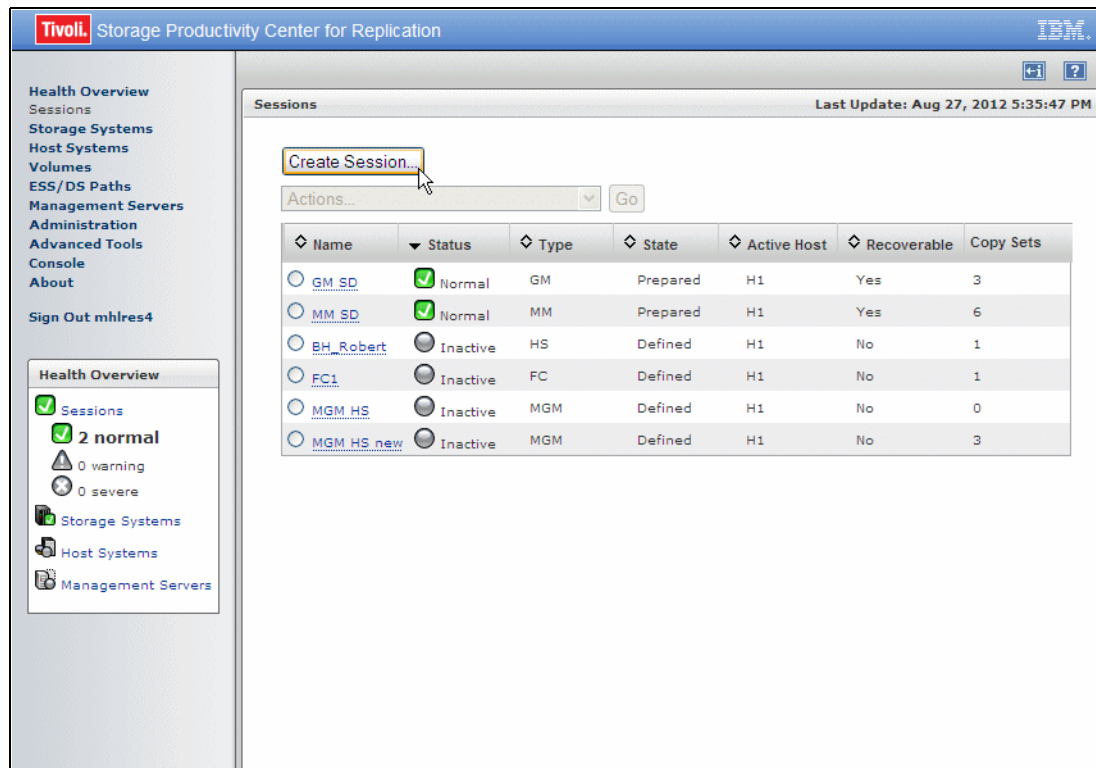 Tivoli. Storage Productivity Center for Replication
IBM.
Health Overview
Sessions
Storage Systems
Host Systems
Volumes
ESS/DS Paths
Management Servers
Administration
Advanced Tools
Console
About
Sign Out mhlres4
Health Overview
Sessions
2 normal
0 warning
0 severe
Storage Systems
Host Systems
Management Servers
i ?
Sessions Last Update: Aug 27, 2012 5:35:47 PM
Create Session...
Actions... Go
Name Status Type State Active Host Recoverable Copy Sets
GM SD Normal GM Prepared H1 Yes 3
MM SD Normal MM Prepared H1 Yes 6
BH_Robert Inactive HS Defined H1 No 1
FC1 Inactive FC Defined H1 No 1
MGM HS Inactive MGM Defined H1 No 0
MGM HS new Inactive MGM Defined H1 No 3